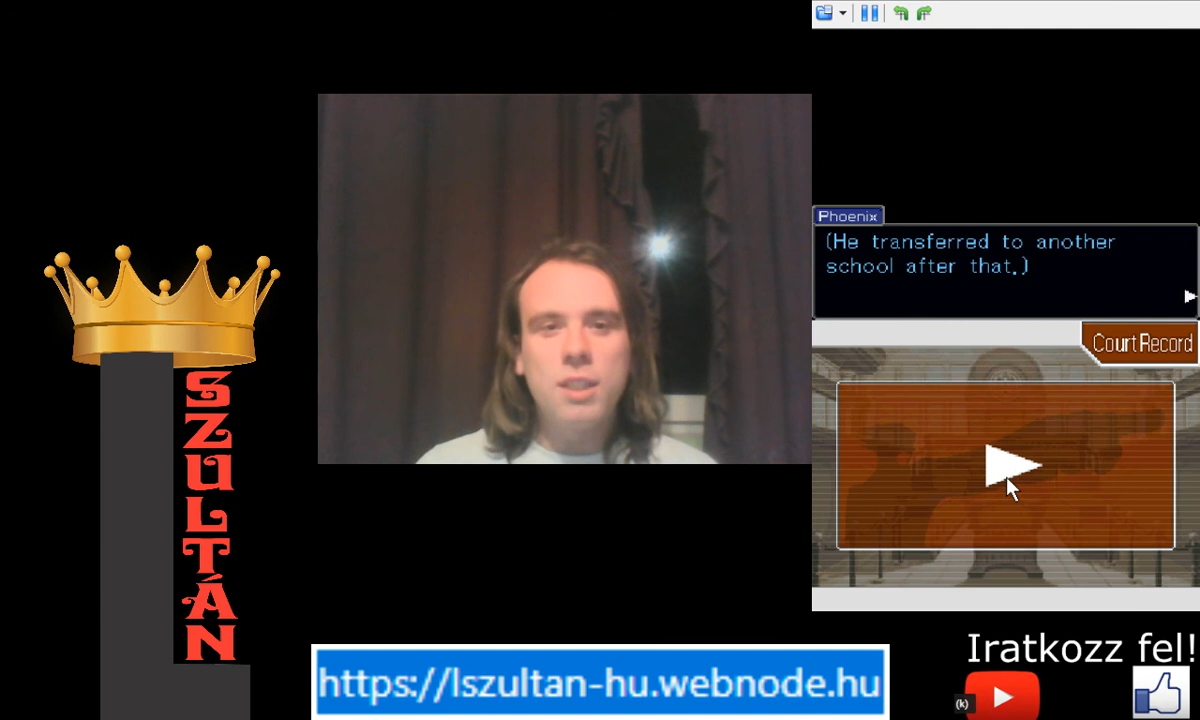 Phoenix
(He transferred to another
school after that.)
Court Record
SZULTÁN
https://lszultan-hu.webnode.hu
Iratkozz fel!
(k)